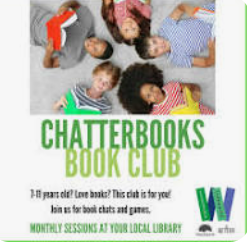 CHATTERBOOKS
BOOK CLUB
7-11 years old? Love books? This club is for you!
Join us for book chats and games.
MONTHLY SESSIONS AT YOUR LOCAL LIBRARY